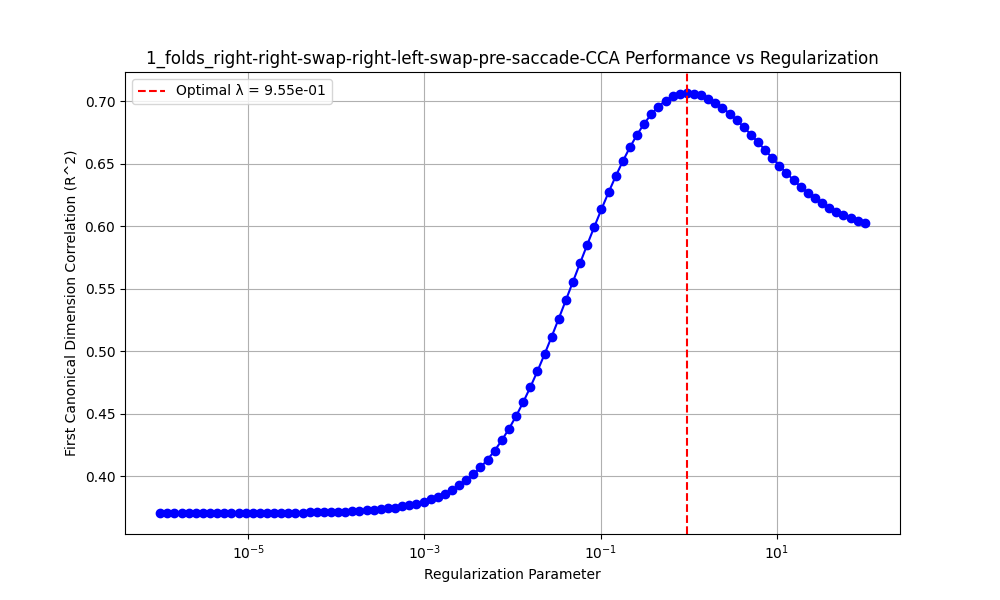 1_folds_right-right-swap-right-left-swap-pre-saccade-CCA Performance vs Regularization
Optimal λ = 9.55e-01
First Canonical Dimension Correlation (R^2)
0.70
0.65
0.60
0.55
0.50
0.45
0.40
10⁻⁵
10⁻³
10⁻¹
10¹
Regularization Parameter